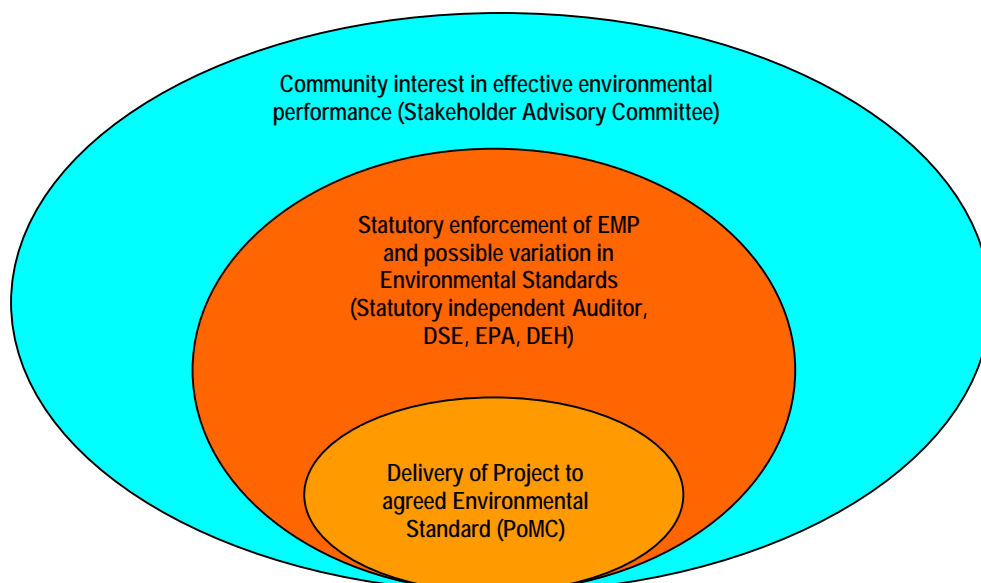 Community interest in effective environmental
performance (Stakeholder Advisory Committee)
Statutory enforcement of EMP
and possible variation in
Environmental Standards
(Statutory independent Auditor,
DSE, EPA, DEH)
Delivery of Project to
agreed Environmental
Standard (PoMC)